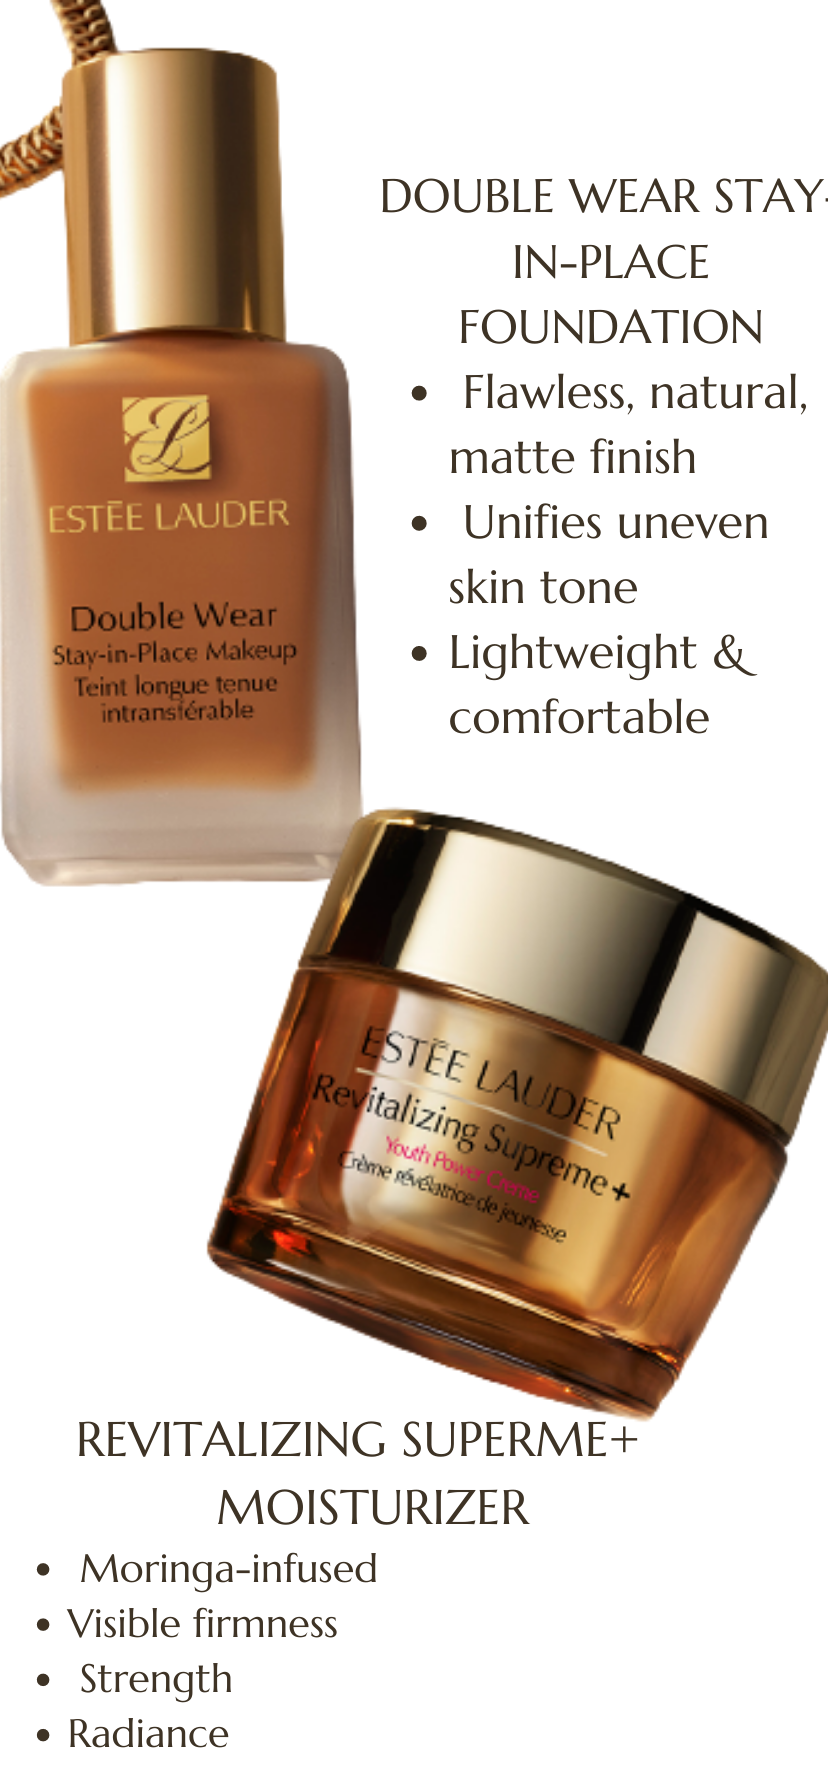 DOUBLE WEAR STAY-
IN-PLACE
FOUNDATION
• Flawless, natural,
matte finish
• Unifies uneven
skin tone
• Lightweight &
comfortable
ESTĒE LAUDER
Double Wear
Stay-in-Place Makeup
Teint longue tenue
intransférable
ESTĒE LAUDER
Revitalizing Supreme+
Youth Power Creme
Crème révélatrice de jeunesse
REVITALIZING SUPERME+
MOISTURIZER
• Moringa-infused
• Visible firmness
• Strength
• Radiance